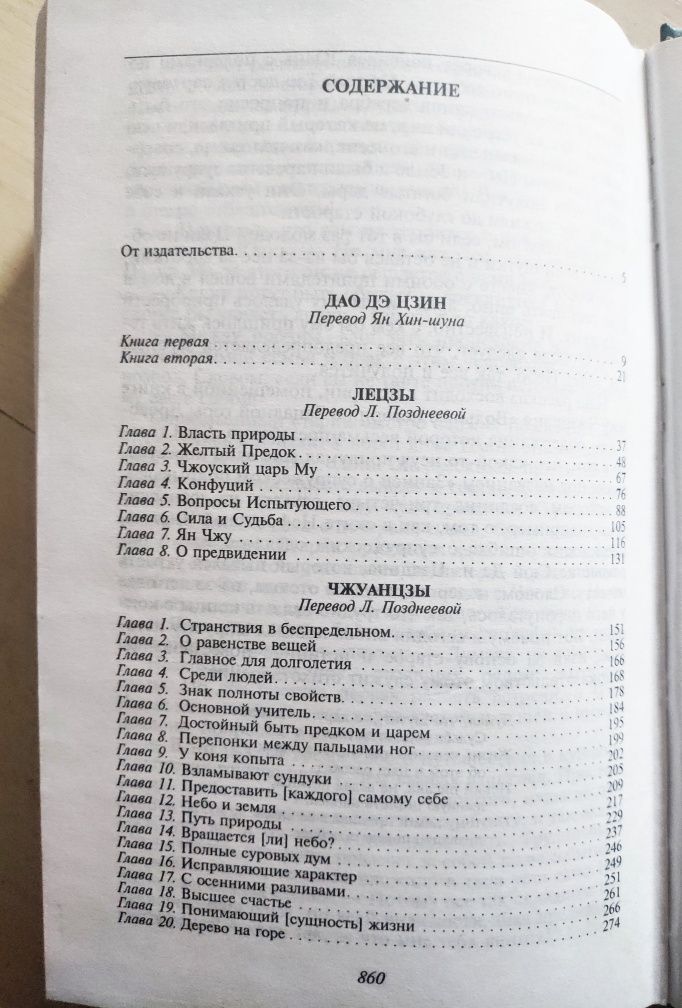 СОДЕРЖАНИЕ
От издательства. . . . . . . . . . . . . . . . . . . . 5
ДАО ДЭ ЦЗИН
Перевод Ян Хин-шуна
Книга первая . . . . . . . . . . . . . . . . . . . . 9
Книга вторая . . . . . . . . . . . . . . . . . . . . 21
ЛЕЦЗЫ
Перевод Л. Позднеевой
Глава 1. Власть природы . . . . . . . . . . . . . . . . . . . . 37
Глава 2. Желтый Предок . . . . . . . . . . . . . . . . . . . . 48
Глава 3. Чжоуский царь Му . . . . . . . . . . . . . . . . . . . . 67
Глава 4. Конфуций . . . . . . . . . . . . . . . . . . . . 76
Глава 5. Вопросы Испытующего . . . . . . . . . . . . . . . . . . . . 88
Глава 6. Сила и Судьба . . . . . . . . . . . . . . . . . . . . 105
Глава 7. Ян Чжу . . . . . . . . . . . . . . . . . . . . 116
Глава 8. О предвидении . . . . . . . . . . . . . . . . . . . . 131
ЧЖУАНЦЗЫ
Перевод Л. Позднеевой
Глава 1. Странствия в беспредельном. . . . . . . . . . . . . . . . . . . . 151
Глава 2. О равенстве вещей . . . . . . . . . . . . . . . . . . . . 156
Глава 3. Главное для долголетия . . . . . . . . . . . . . . . . . . . . 166
Глава 4. Среди людей. . . . . . . . . . . . . . . . . . . . 168
Глава 5. Знак полноты свойств. . . . . . . . . . . . . . . . . . . . 178
Глава 6. Основной учитель. . . . . . . . . . . . . . . . . . . . 184
Глава 7. Достойный быть предком и царем . . . . . . . . . . . . . . . . . . . . 195
Глава 8. Перепонки между пальцами ног . . . . . . . . . . . . . . . . . . . . 199
Глава 9. У коня копыта . . . . . . . . . . . . . . . . . . . . 202
Глава 10. Взламывают сундуки . . . . . . . . . . . . . . . . . . . . 205
Глава 11. Предоставить [каждого] самому себе . . . . . . . . . . . . . . . . . . . . 209
Глава 12. Небо и земля . . . . . . . . . . . . . . . . . . . . 217
Глава 13. Путь природы . . . . . . . . . . . . . . . . . . . . 229
Глава 14. Вращается [ли] небо? . . . . . . . . . . . . . . . . . . . . 237
Глава 15. Полные суровых дум . . . . . . . . . . . . . . . . . . . . 246
Глава 16. Исправляющие характер . . . . . . . . . . . . . . . . . . . . 249
Глава 17. С осенними разливами. . . . . . . . . . . . . . . . . . . . 251
Глава 18. Высшее счастье . . . . . . . . . . . . . . . . . . . . 261
Глава 19. Понимающий [сущность] жизни . . . . . . . . . . . . . . . . . . . . 266
Глава 20. Дерево на горе . . . . . . . . . . . . . . . . . . . . 274
860